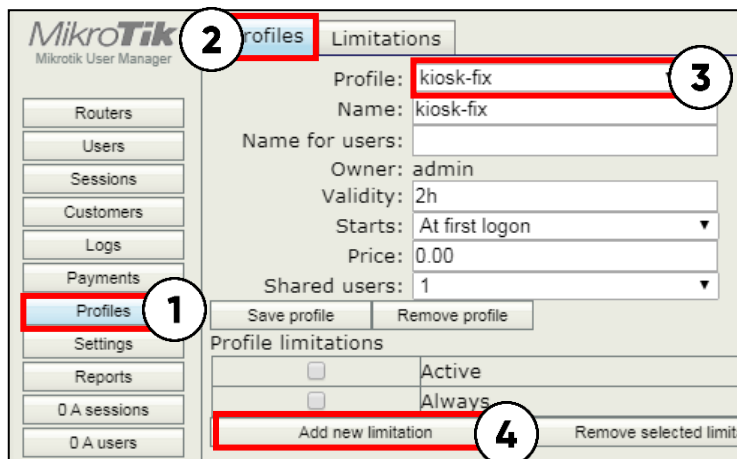 MikroTik
Mikrotik User Manager
Routers
Users
Sessions
Customers
Logs
Payments
Profiles
1
Settings
Reports
0 A sessions
0 A users
2
rofiles
Limitations
Profile: kiosk-fix
3
Name: kiosk-fix
Name for users:
Owner: admin
Validity: 2h
Starts: At first logon
Price: 0.00
Shared users: 1
Save profile
Remove profile
Profile limitations
Active
Always
Add new limitation
4
Remove selected limit